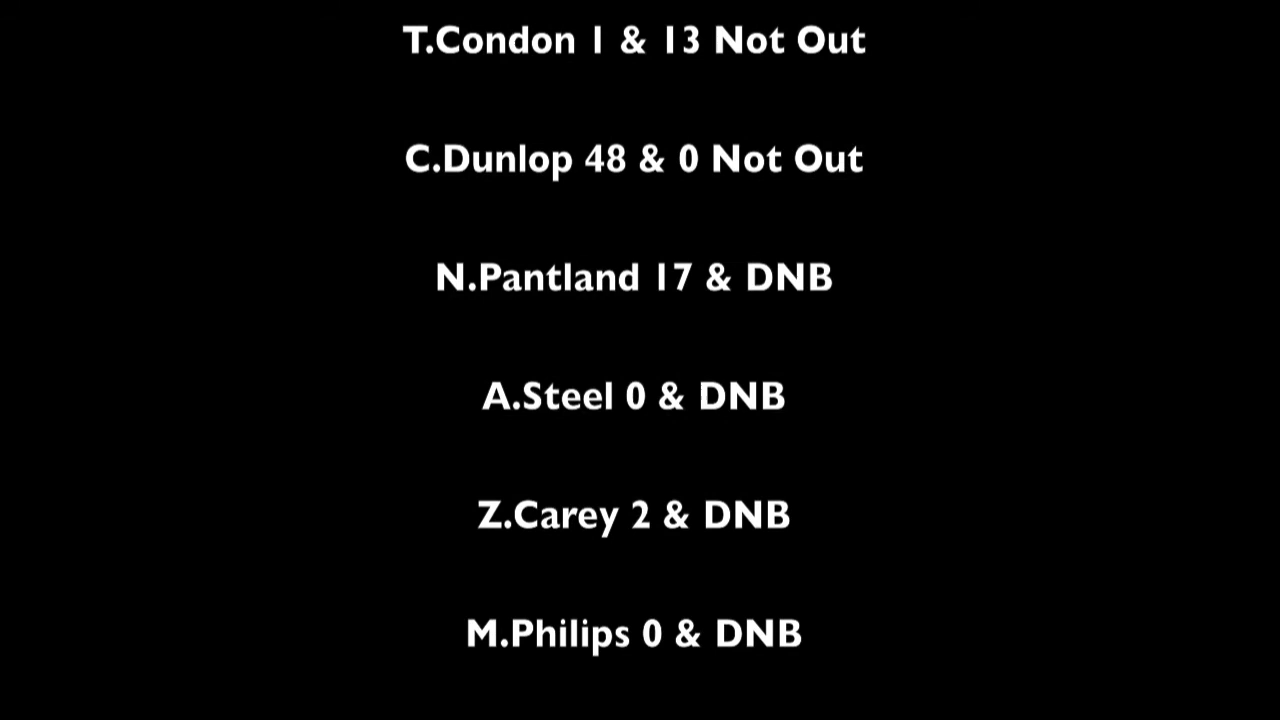 T.Condon 1 & 13 Not Out
C.Dunlop 48 & 0 Not Out
N.Pantland 17 & DNB
A.Steel 0 & DNB
Z.Carey 2 & DNB
M.Philips 0 & DNB